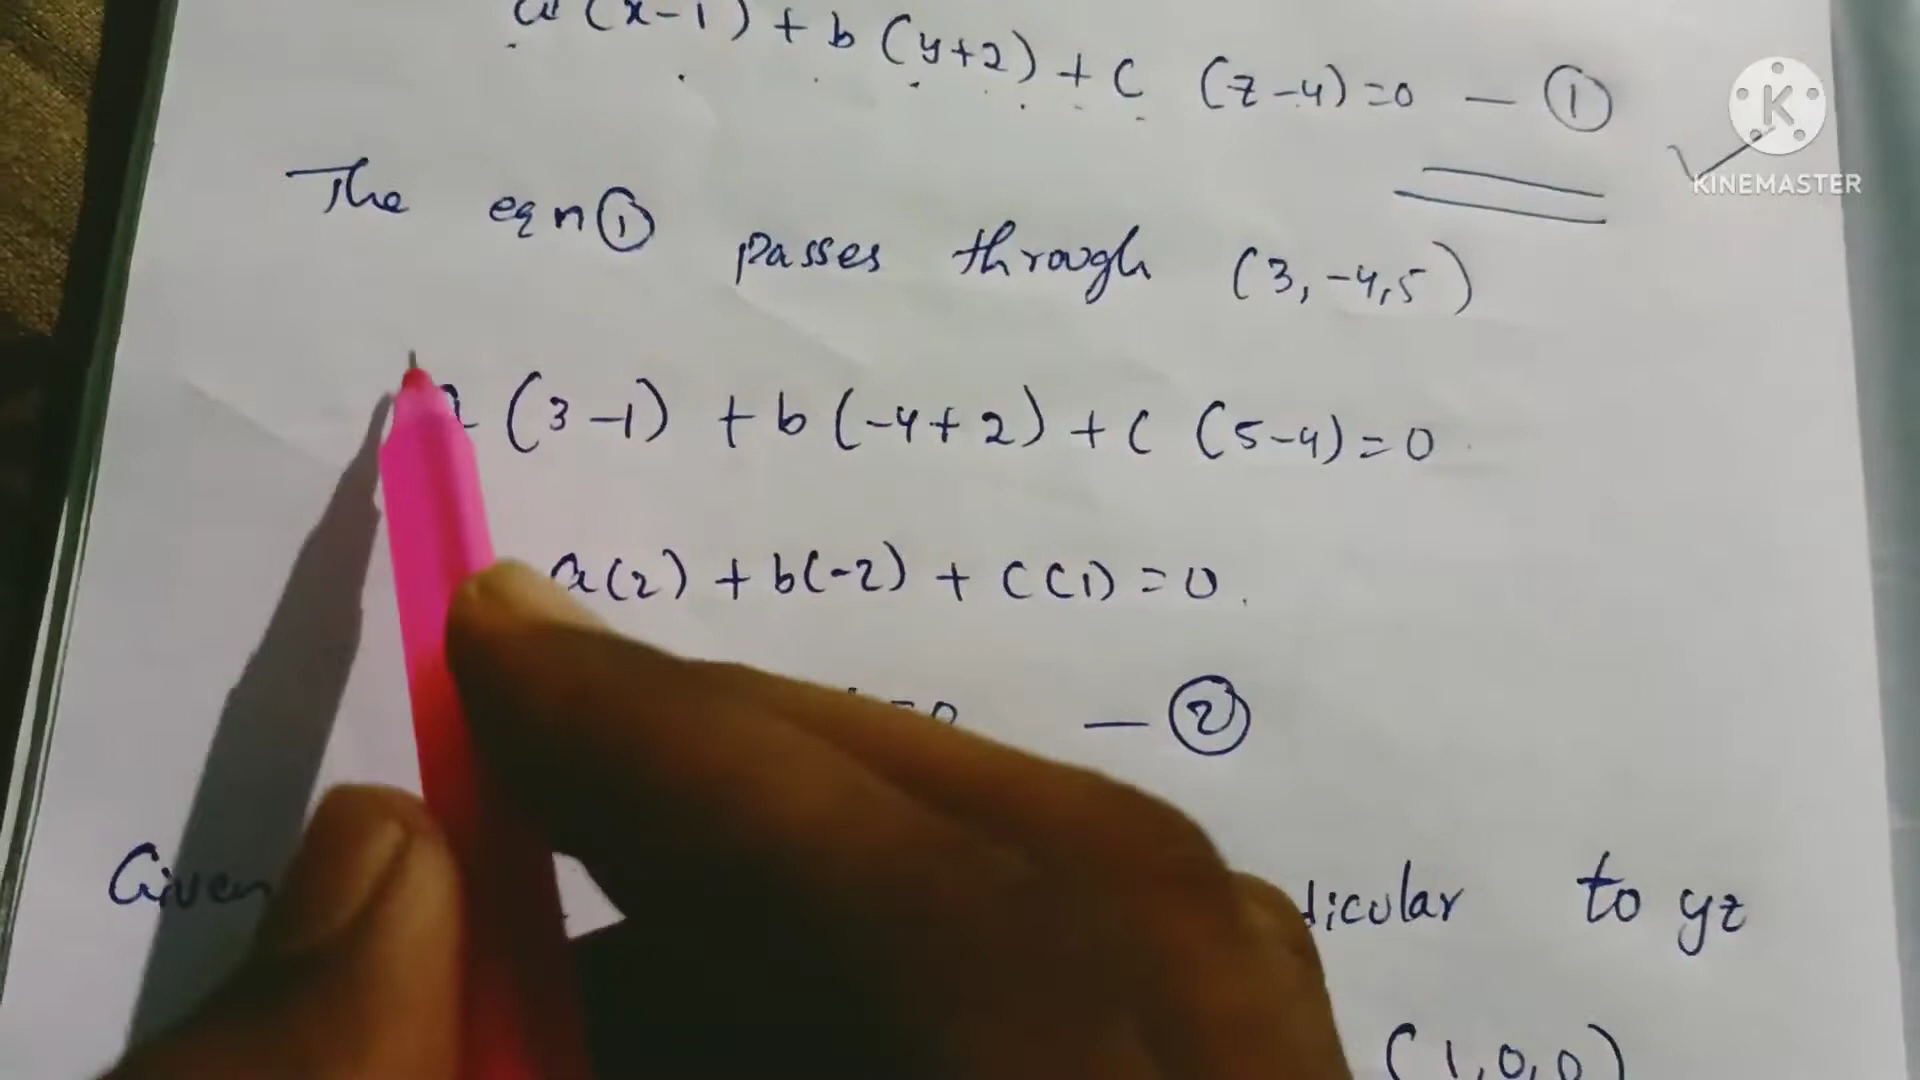 a (x-1) + b (y+2) + c (z-4) = 0 — ①
K
KINEMASTER
The eqn ① passes through (3, -4, 5)
(3-1) + b (-4+2) + c (5-4) = 0
a(2) + b(-2) + c(1) = 0
=0 — ②
Given dicular to yz
(1,0,0)